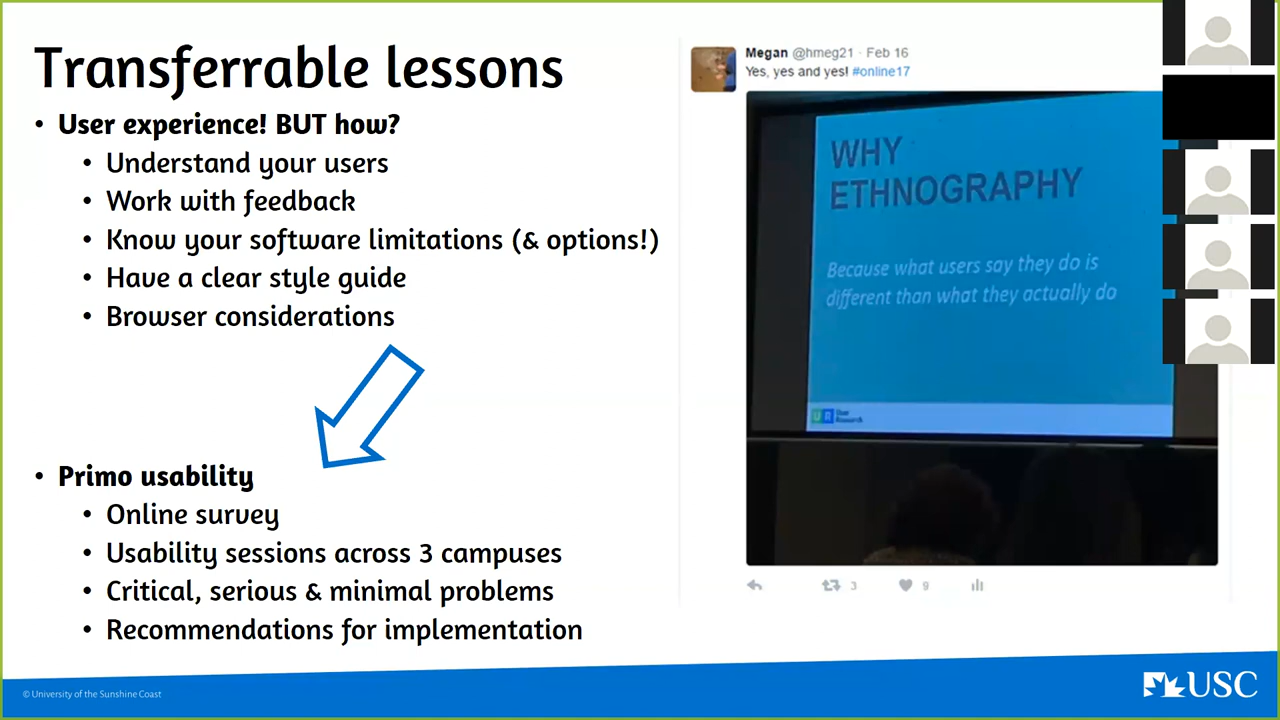 Transferrable lessons
• User experience! BUT how?
• Understand your users
• Work with feedback
• Know your software limitations (& options!)
• Have a clear style guide
• Browser considerations
• Primo usability
• Online survey
• Usability sessions across 3 campuses
• Critical, serious & minimal problems
• Recommendations for implementation
Megan @hmeg21 · Feb 16
Yes, yes and yes! #online17
WHY
ETHNOGRAPHY
Because what users say they do is
different than what they actually do
U R User
Research
3 9
© University of the Sunshine Coast
USC